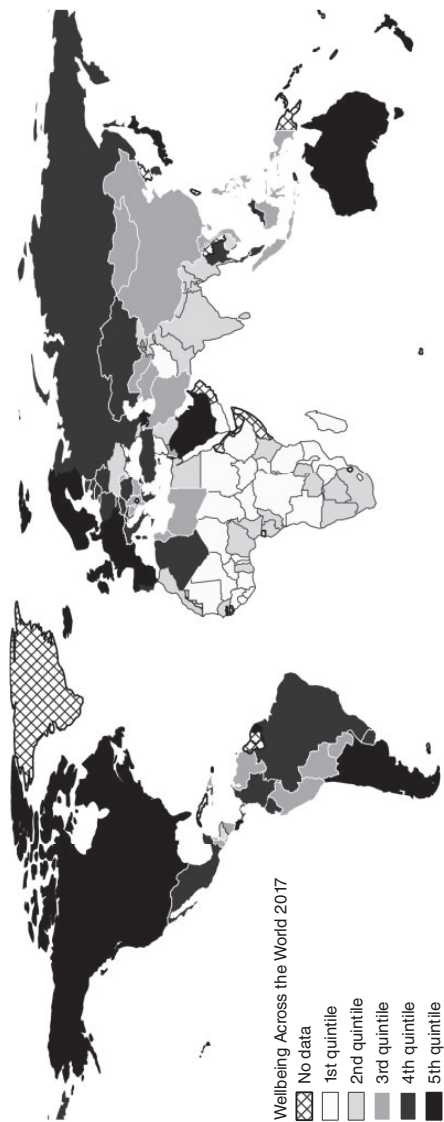 Wellbeing Across the World 2017
No data
1st quintile
2nd quintile
3rd quintile
4th quintile
5th quintile